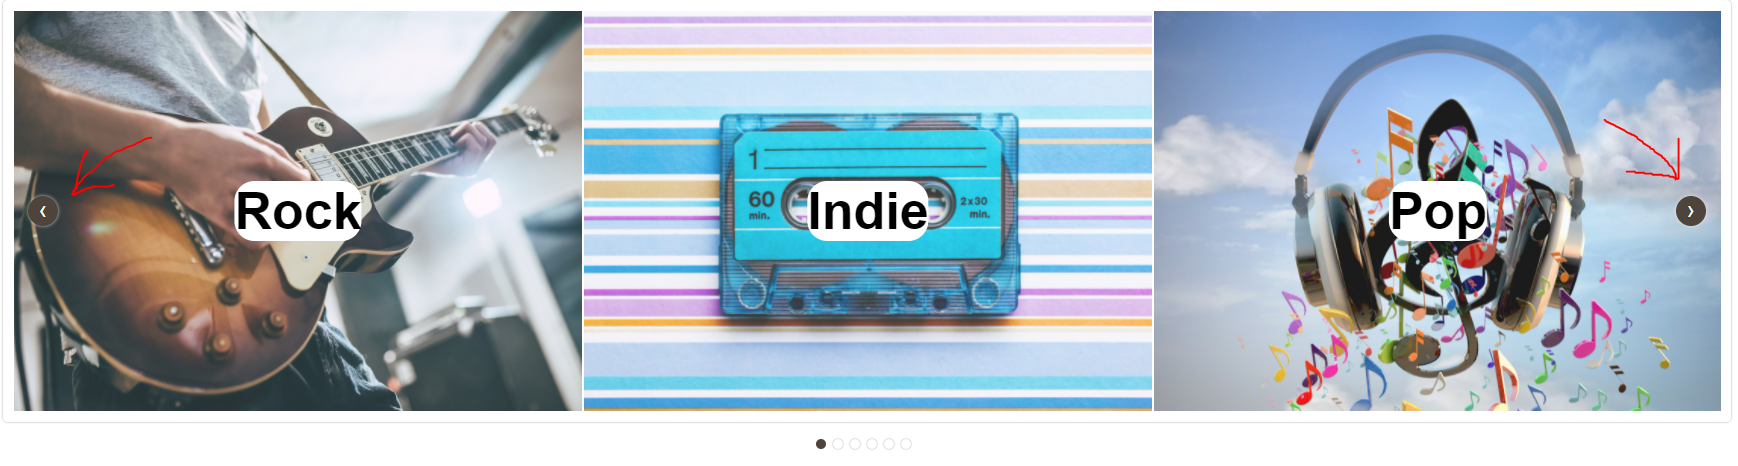 ‹
Rock
1
60
min.
Indie
2x30
min.
Pop
›